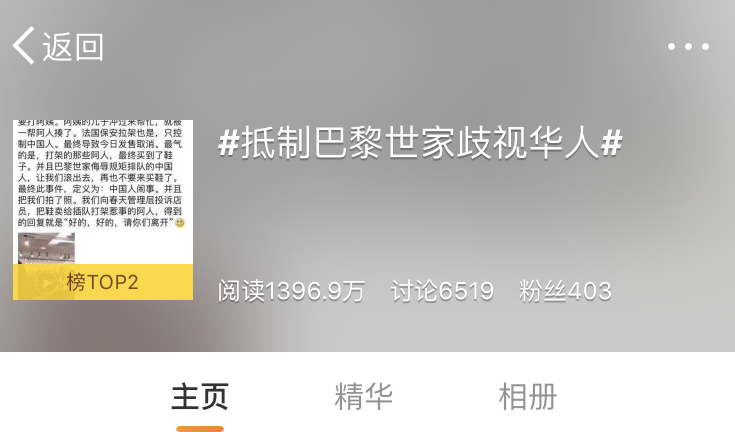 返回
#抵制巴黎世家歧视华人#
要打阿姨。阿姨的儿子冲过来帮忙，就被
一帮阿人揍了。法国保安拉架也是，只控
制中国人。最终导致今日发售取消。最气
的是，打架的那些阿人，最终买到了鞋
子。并且巴黎世家侮辱规矩排队的中国
人，让我们滚出去，再也不要来买鞋了。
最终此事件，定义为：中国人闹事。并且
把我们拍了照。我们向春天管理层投诉店
员，把鞋卖给插队打架惹事的阿人，得到
的回复就是“好的，好的，请你们离开”😄
榜TOP2
阅读1396.9万 讨论6519 粉丝403
主页 精华 相册